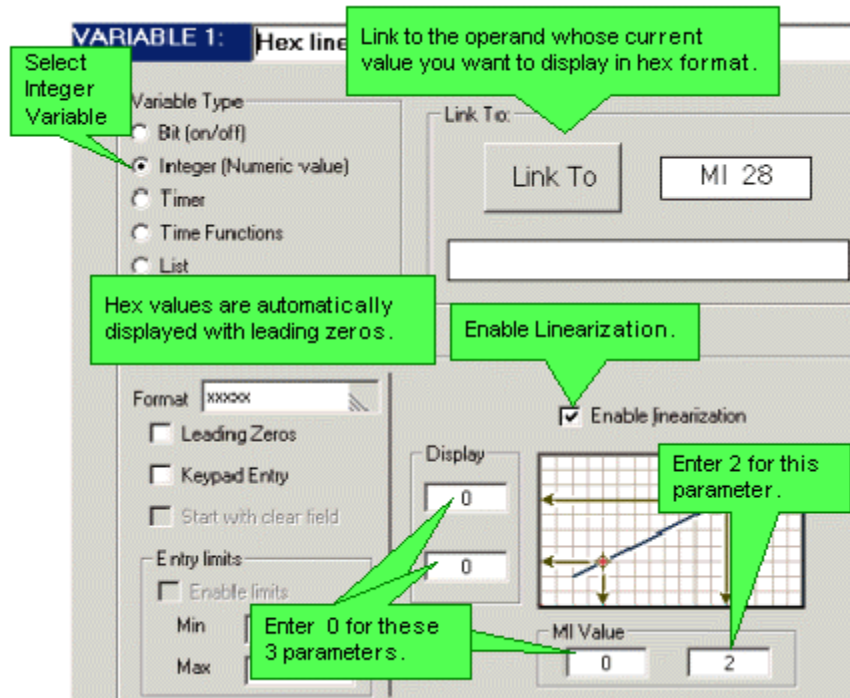 VARIABLE 1:
Hex line
Select
Integer
Variable
Link to the operand whose current
value you want to display in hex format.
Variable Type
Bit (on/off)
Integer (Numeric value)
Timer
Time Functions
List
Link To:
Link To
MI 28
Hex values are automatically
displayed with leading zeros.
Enable Linearization.
Format
xxxxx
Leading Zeros
Keypad Entry
Start with clear field
Entry limits
Enable limits
Min
Max
Enable linearization
Display
0
0
Enter 2 for this
parameter.
Enter 0 for these
3 parameters.
MI Value
0
2